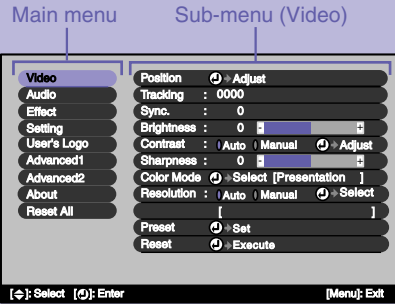 Main menu
Sub-menu (Video)
Video
Audio
Effect
Setting
User's Logo
Advanced1
Advanced2
About
Reset All
Position Adjust
Tracking : 0000
Sync. : 0
Brightness : 0 - +
Contrast : Auto Manual Adjust
Sharpness : 0 - +
Color Mode Select [Presentation ]
Resolution : Auto Manual Select
[ ]
Preset Set
Reset Execute
[ ]: Select [ ]: Enter [Menu]: Exit